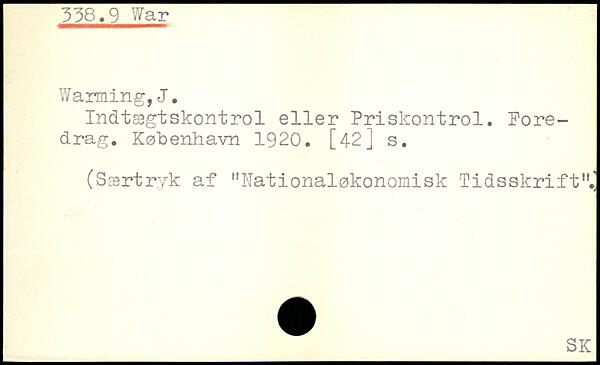 338.9 War
Warming,J.
Indtægtskontrol eller Priskontrol. Fore-
drag. København 1920. [42] s.
(Særtryk af "Nationaløkonomisk Tidsskrift".)
SK